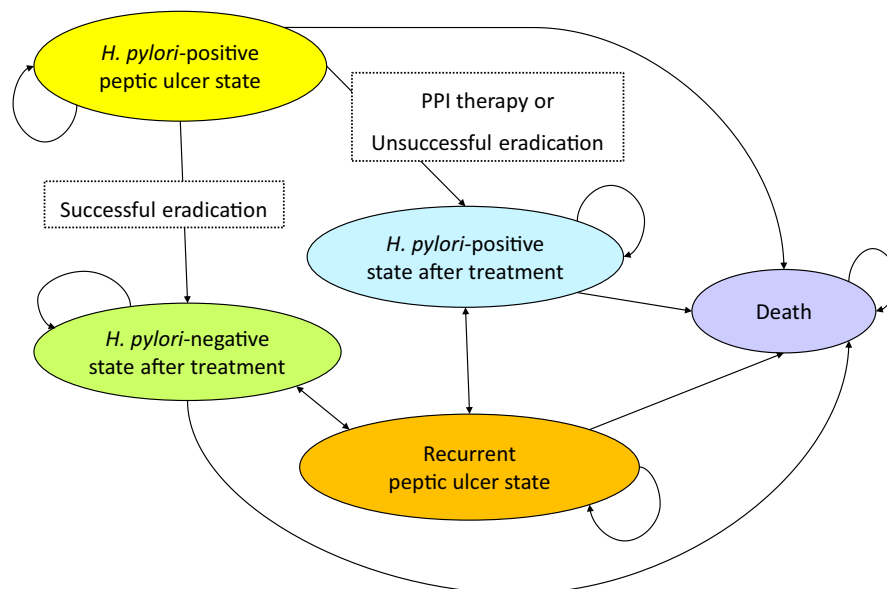 H. pylori-positive
peptic ulcer state
PPI therapy or
Unsuccessful eradication
Successful eradication
H. pylori-positive
state after treatment
Death
H. pylori-negative
state after treatment
Recurrent
peptic ulcer state